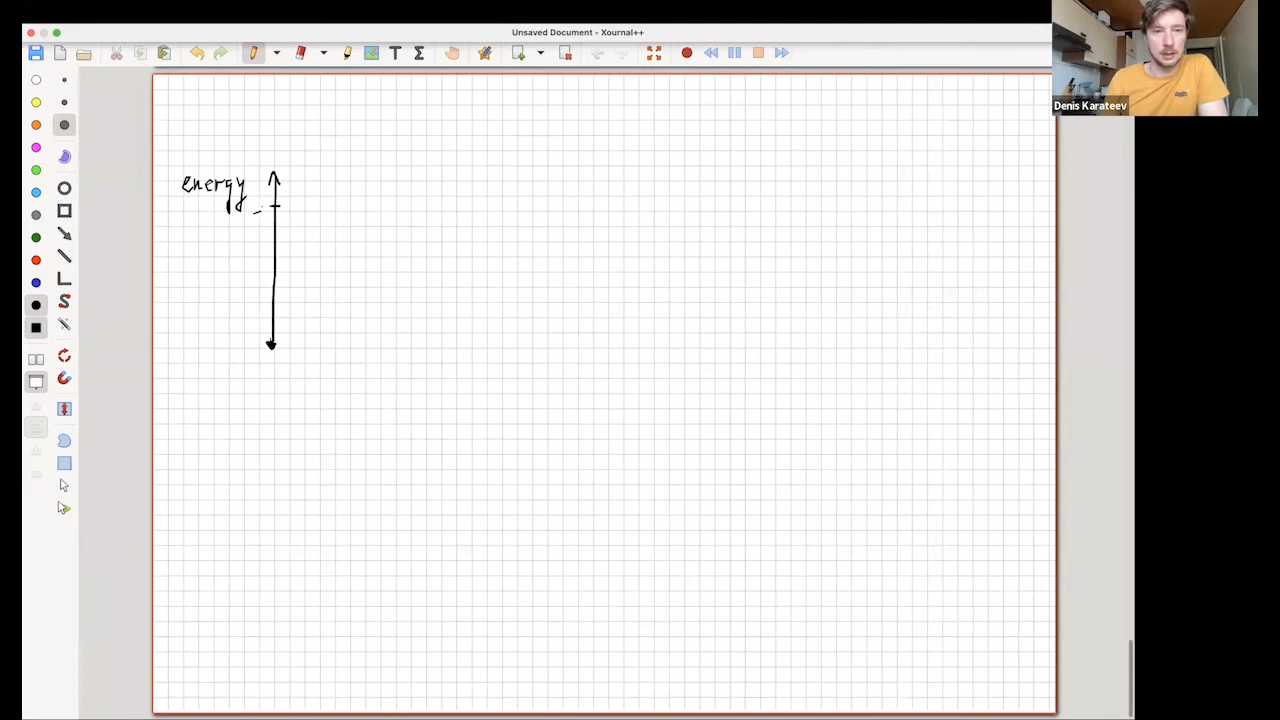 Unsaved Document - Xournal++
Denis Karateev
energy